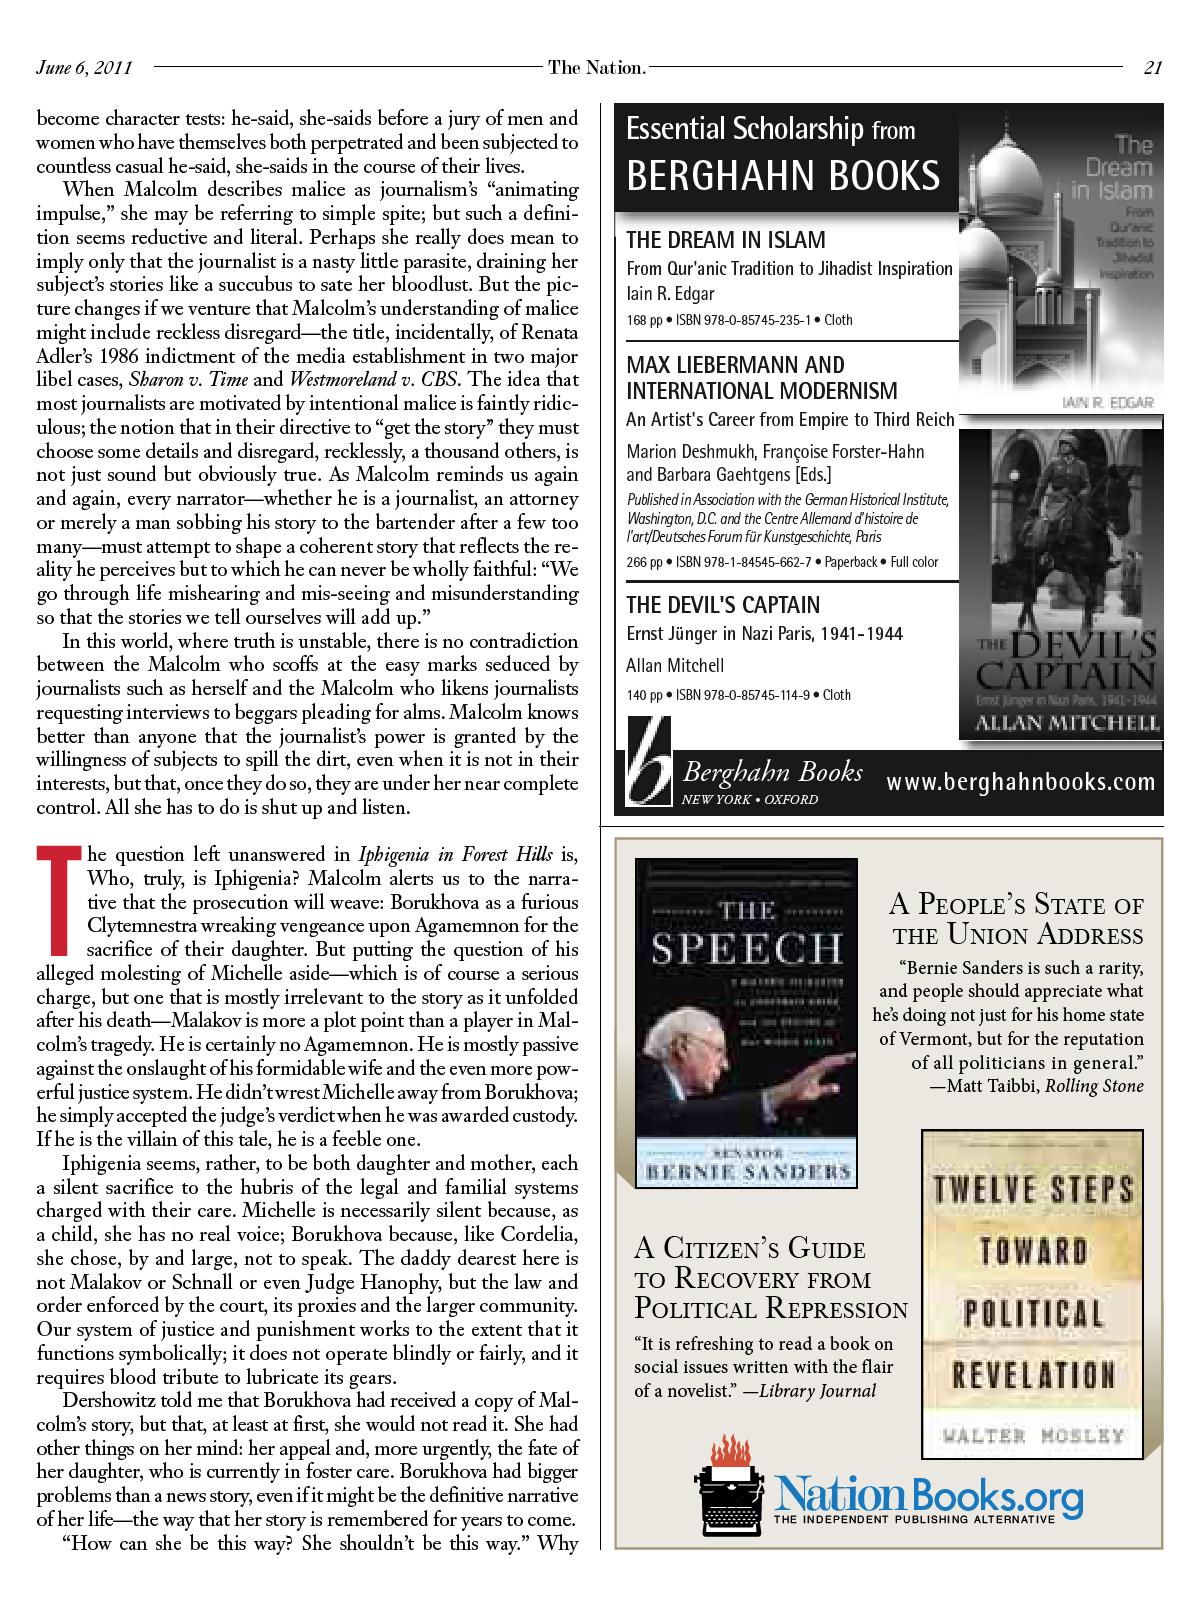 June 6, 2011
The Nation.
21
become character tests: he-said, she-saids before a jury of men and
women who have themselves both perpetrated and been subjected to
countless casual he-said, she-saids in the course of their lives.
When Malcolm describes malice as journalism’s “animating
impulse,” she may be referring to simple spite; but such a defini-
tion seems reductive and literal. Perhaps she really does mean to
imply only that the journalist is a nasty little parasite, draining her
subject’s stories like a succubus to sate her bloodlust. But the pic-
ture changes if we venture that Malcolm’s understanding of malice
might include reckless disregard—the title, incidentally, of Renata
Adler’s 1986 indictment of the media establishment in two major
libel cases, Sharon v. Time and Westmoreland v. CBS. The idea that
most journalists are motivated by intentional malice is faintly ridic-
ulous; the notion that in their directive to “get the story” they must
choose some details and disregard, recklessly, a thousand others, is
not just sound but obviously true. As Malcolm reminds us again
and again, every narrator—whether he is a journalist, an attorney
or merely a man sobbing his story to the bartender after a few too
many—must attempt to shape a coherent story that reflects the re-
ality he perceives but to which he can never be wholly faithful: “We
go through life mishearing and mis-seeing and misunderstanding
so that the stories we tell ourselves will add up.”
In this world, where truth is unstable, there is no contradiction
between the Malcolm who scoffs at the easy marks seduced by
journalists such as herself and the Malcolm who likens journalists
requesting interviews to beggars pleading for alms. Malcolm knows
better than anyone that the journalist’s power is granted by the
willingness of subjects to spill the dirt, even when it is not in their
interests, but that, once they do so, they are under her near complete
control. All she has to do is shut up and listen.
The question left unanswered in Iphigenia in Forest Hills is,
Who, truly, is Iphigenia? Malcolm alerts us to the narra-
tive that the prosecution will weave: Borukhova as a furious
Clytemnestra wreaking vengeance upon Agamemnon for the
sacrifice of their daughter. But putting the question of his
alleged molesting of Michelle aside—which is of course a serious
charge, but one that is mostly irrelevant to the story as it unfolded
after his death—Malakov is more a plot point than a player in Mal-
colm’s tragedy. He is certainly no Agamemnon. He is mostly passive
against the onslaught of his formidable wife and the even more pow-
erful justice system. He didn’t wrest Michelle away from Borukhova;
he simply accepted the judge’s verdict when he was awarded custody.
If he is the villain of this tale, he is a feeble one.
Iphigenia seems, rather, to be both daughter and mother, each
a silent sacrifice to the hubris of the legal and familial systems
charged with their care. Michelle is necessarily silent because, as
a child, she has no real voice; Borukhova because, like Cordelia,
she chose, by and large, not to speak. The daddy dearest here is
not Malakov or Schnall or even Judge Hanophy, but the law and
order enforced by the court, its proxies and the larger community.
Our system of justice and punishment works to the extent that it
functions symbolically; it does not operate blindly or fairly, and it
requires blood tribute to lubricate its gears.
Dershowitz told me that Borukhova had received a copy of Mal-
colm’s story, but that, at least at first, she would not read it. She had
other things on her mind: her appeal and, more urgently, the fate of
her daughter, who is currently in foster care. Borukhova had bigger
problems than a news story, even if it might be the definitive narrative
of her life—the way that her story is remembered for years to come.
“How can she be this way? She shouldn’t be this way.” Why
Essential Scholarship from
BERGHAHN BOOKS
THE DREAM IN ISLAM
From Qur'anic Tradition to Jihadist Inspiration
Iain R. Edgar
168 pp • ISBN 978-0-85745-235-1 • Cloth
MAX LIEBERMANN AND
INTERNATIONAL MODERNISM
An Artist's Career from Empire to Third Reich
Marion Deshmukh, Françoise Forster-Hahn
and Barbara Gaehtgens [Eds.]
Published in Association with the German Historical Institute,
Washington, D.C. and the Centre Allemand d'histoire de
l'art/Deutsches Forum für Kunstgeschichte, Paris
266 pp • ISBN 978-1-84545-662-7 • Paperback • Full color
THE DEVIL'S CAPTAIN
Ernst Jünger in Nazi Paris, 1941-1944
Allan Mitchell
140 pp • ISBN 978-0-85745-114-9 • Cloth
The
Dream
in Islam
From
Qur'anic
Tradition to
Jihadist
Inspiration
IAIN R. EDGAR
THE DEVIL'S
CAPTAIN
Ernst Jünger in Nazi Paris, 1941-1944
ALLAN MITCHELL
b
Berghahn Books
NEW YORK • OXFORD
www.berghahnbooks.com
THE
SPEECH
SENATOR
BERNIE SANDERS
A People’s State of
the Union Address
“Bernie Sanders is such a rarity,
and people should appreciate what
he’s doing not just for his home state
of Vermont, but for the reputation
of all politicians in general.”
—Matt Taibbi, Rolling Stone
A Citizen’s Guide
to Recovery from
Political Repression
“It is refreshing to read a book on
social issues written with the flair
of a novelist.” —Library Journal
TWELVE STEPS
TOWARD
POLITICAL
REVELATION
WALTER MOSLEY
NationBooks.org
THE INDEPENDENT PUBLISHING ALTERNATIVE